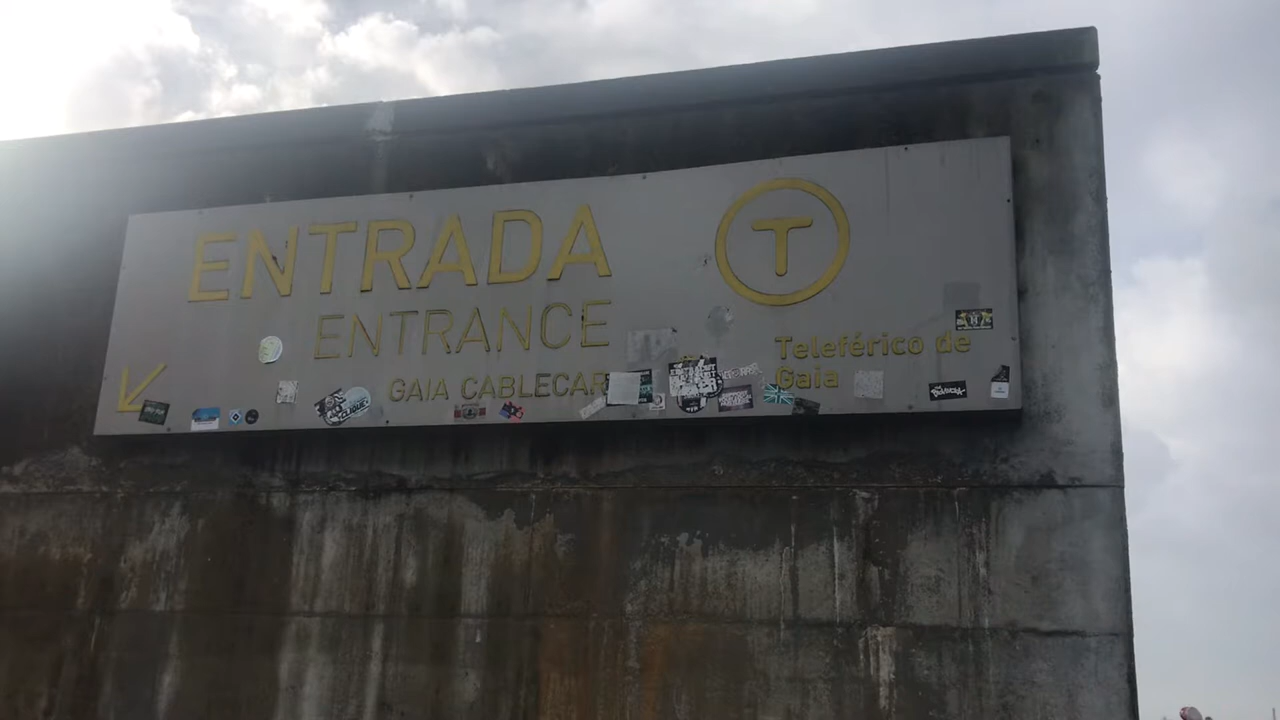 ENTRADA
ENTRANCE
GAIA CABLECAR
T
Teleférico de
Gaia